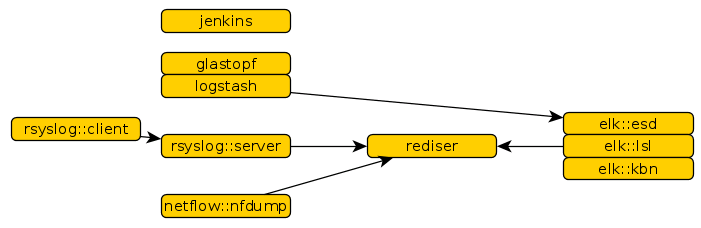 jenkins
glastopf
logstash
rsyslog::client
rsyslog::server
netflow::nfdump
rediser
elk::esd
elk::lsl
elk::kbn